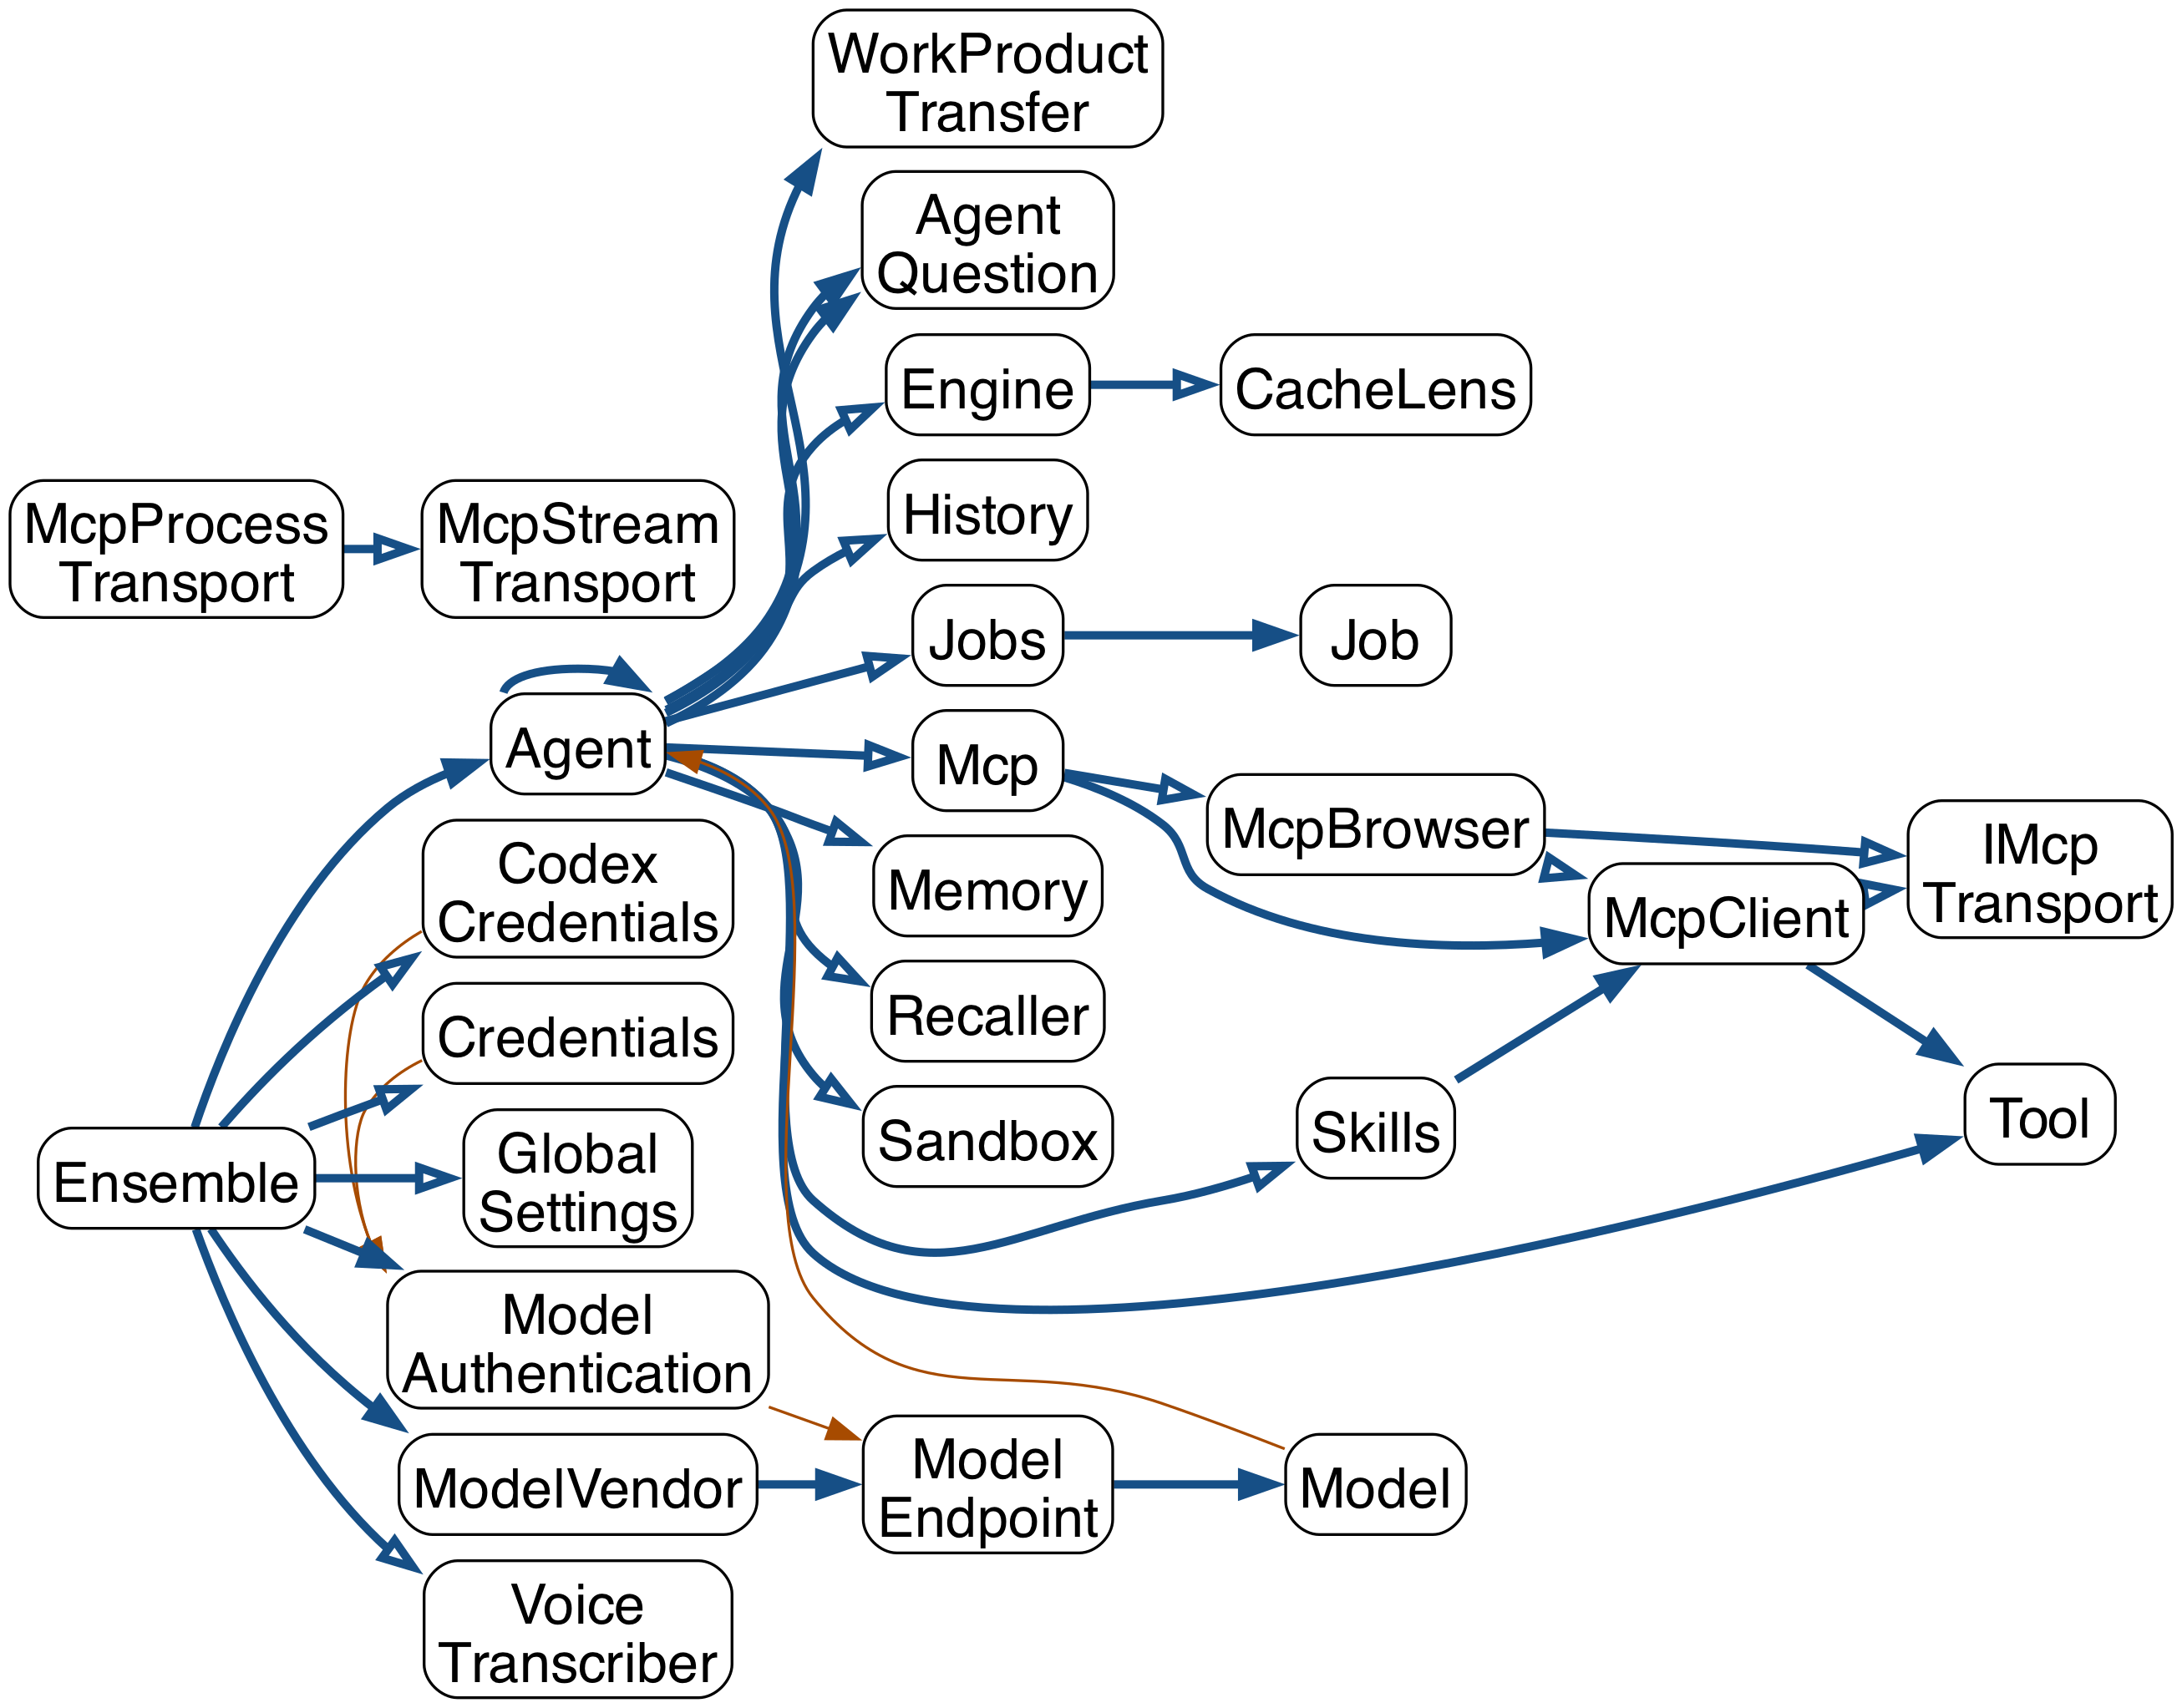 WorkProduct
Transfer
Agent
Question
Engine
CacheLens
History
McpProcess
Transport
McpStream
Transport
Jobs
Job
Agent
Mcp
McpBrowser
IMcp
Transport
Codex
Credentials
Memory
McpClient
Credentials
Recaller
Ensemble
Global
Settings
Sandbox
Skills
Tool
Model
Authentication
ModelVendor
Model
Endpoint
Model
Voice
Transcriber